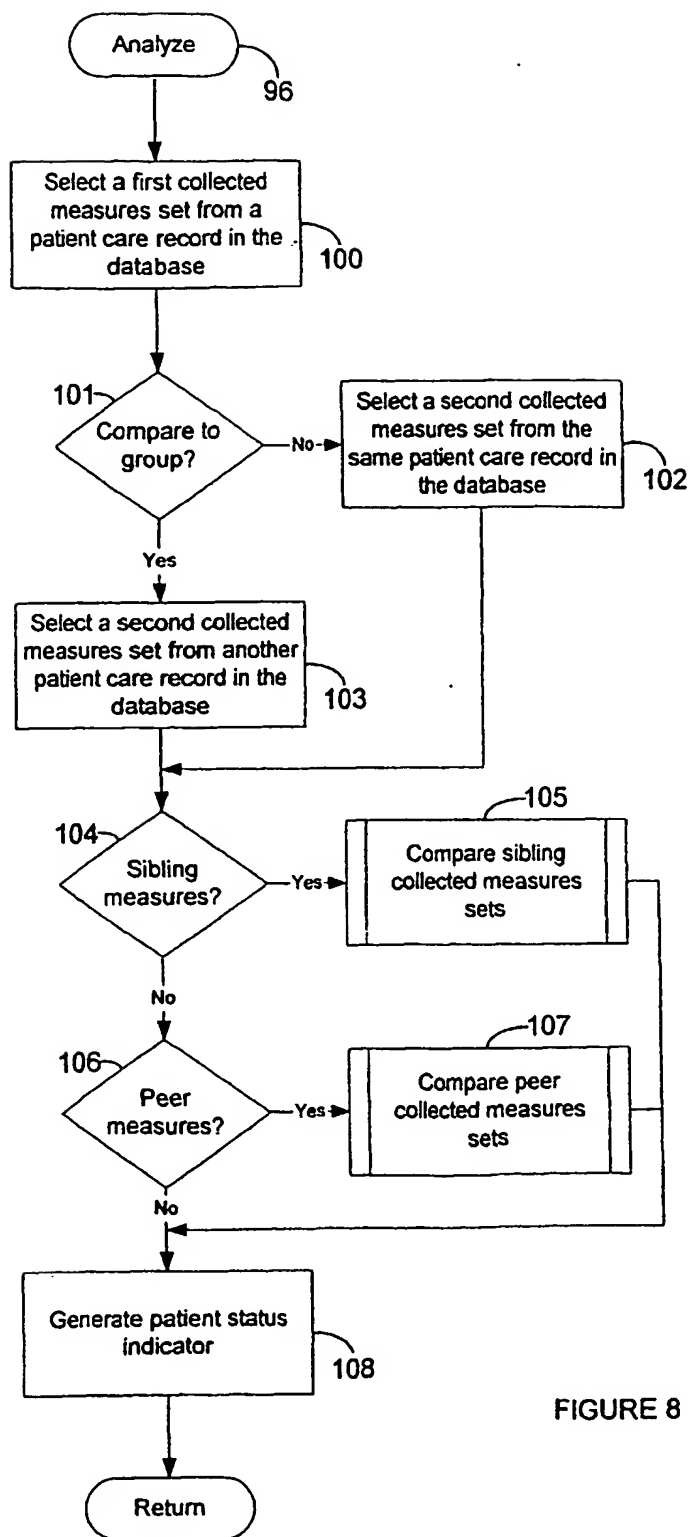 Analyze
96
Select a first collected
measures set from a
patient care record in the
database
100
101
Compare to
group?
No
Select a second collected
measures set from the
same patient care record in
the database
102
Yes
Select a second collected
measures set from another
patient care record in the
database
103
104
Sibling
measures?
Yes
105
Compare sibling
collected measures
sets
No
106
Peer
measures?
Yes
107
Compare peer
collected measures
sets
No
Generate patient status
indicator
108
FIGURE 8
Return